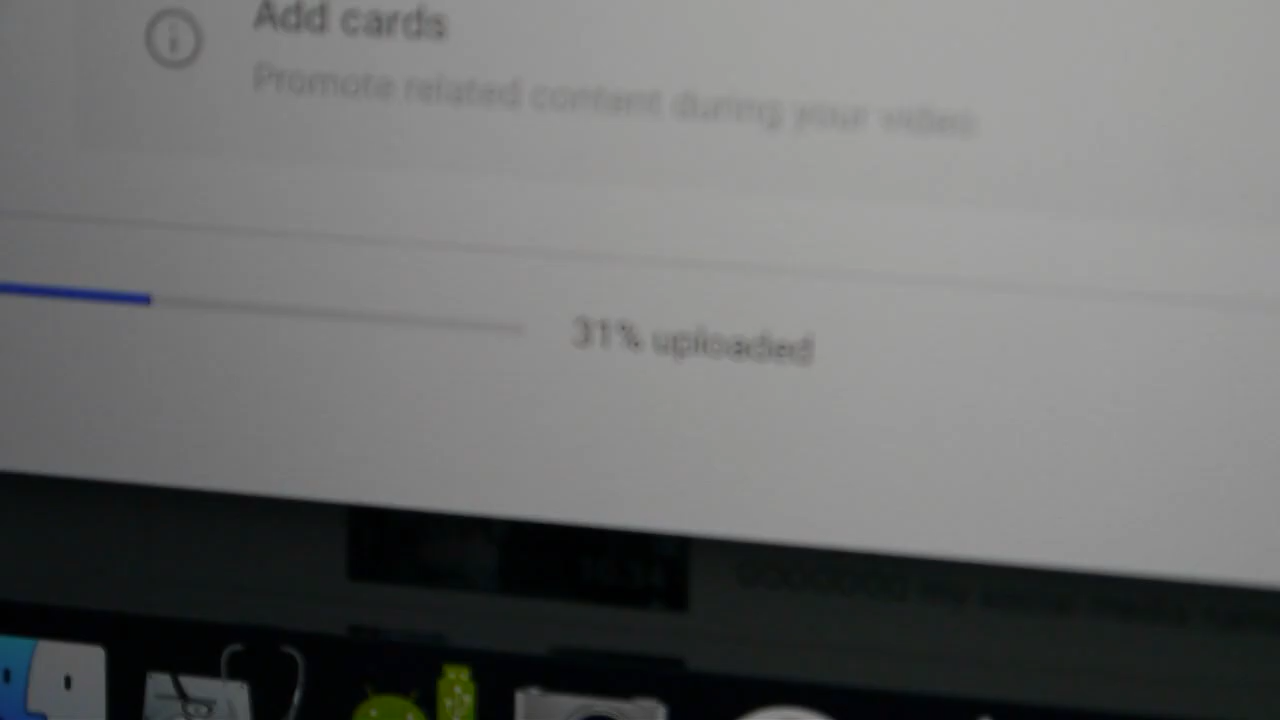 Add cards
Promote related content during your video
31% uploaded